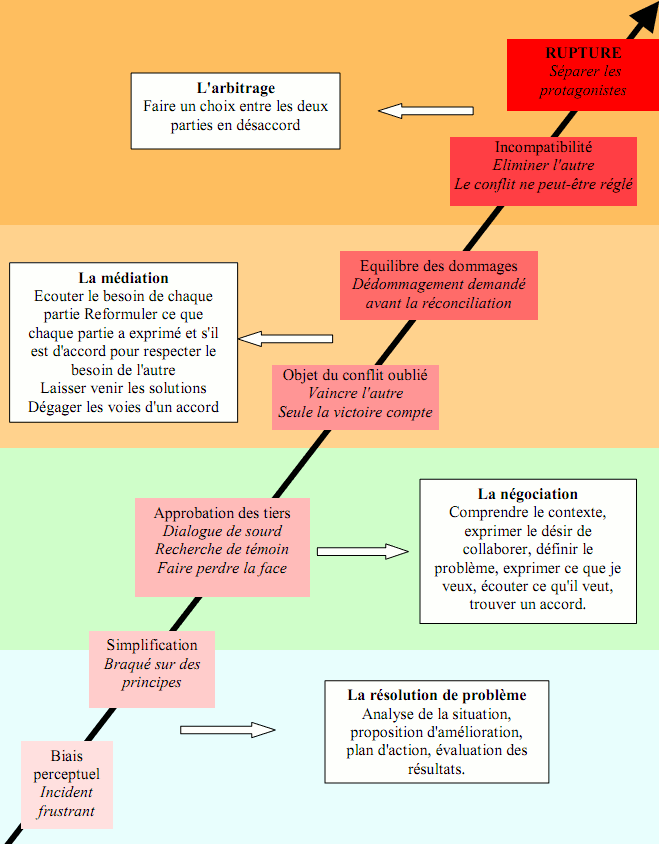 RUPTURE
Séparer les
protagonistes
L'arbitrage
Faire un choix entre les deux
parties en désaccord
Incompatibilité
Eliminer l'autre
Le conflit ne peut-être réglé
Equilibre des dommages
Dédommagement demandé
avant la réconciliation
La médiation
Ecouter le besoin de chaque
partie Reformuler ce que
chaque partie a exprimé et s'il
est d'accord pour respecter le
besoin de l'autre
Laisser venir les solutions
Dégager les voies d'un accord
Objet du conflit oublié
Vaincre l'autre
Seule la victoire compte
Approbation des tiers
Dialogue de sourd
Recherche de témoin
Faire perdre la face
La négociation
Comprendre le contexte,
exprimer le désir de
collaborer, définir le
problème, exprimer ce que je
veux, écouter ce qu'il veut,
trouver un accord.
Simplification
Braqué sur des
principes
La résolution de problème
Analyse de la situation,
proposition d'amélioration,
plan d'action, évaluation des
résultats.
Biais
perceptuel
Incident
frustrant